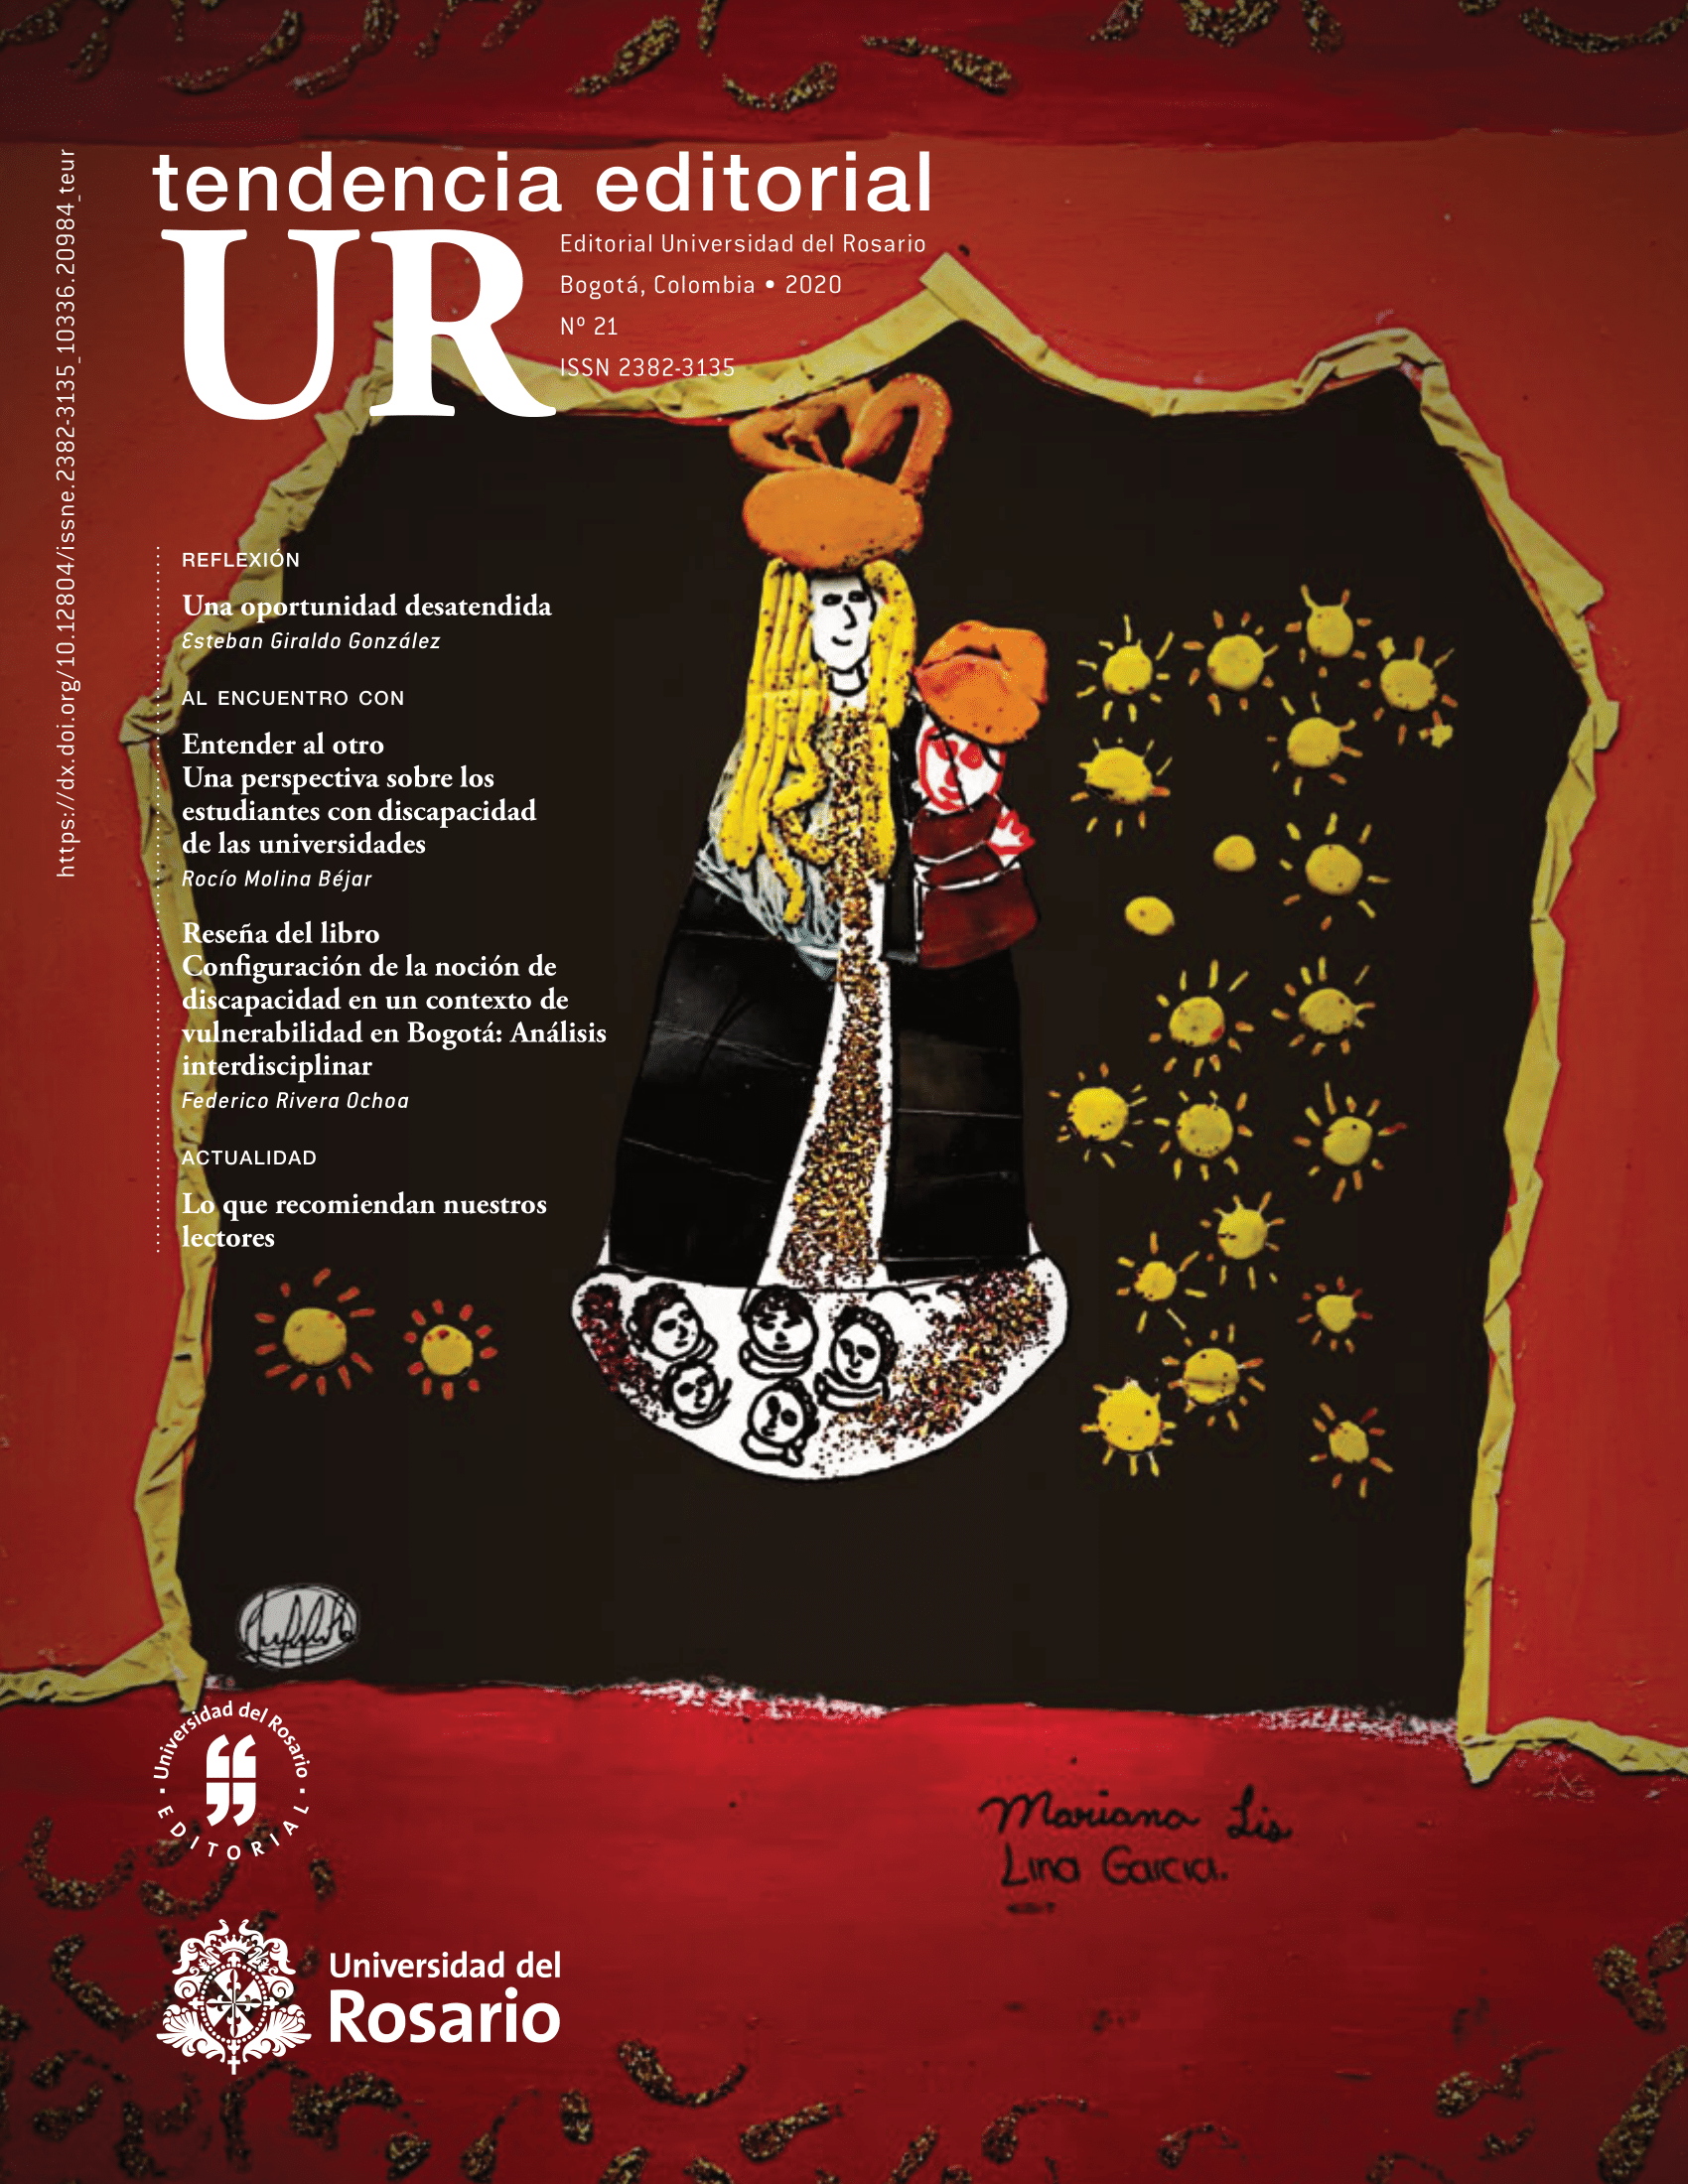 tendencia editorial
UR
Editorial Universidad del Rosario
Bogotá, Colombia • 2020
Nº 21
ISSN 2382-3135
https://dx.doi.org/10.12804/issne.2382-3135_10336.20984_teur
REFLEXIÓN
Una oportunidad desatendida
Esteban Giraldo González
AL ENCUENTRO CON
Entender al otro
Una perspectiva sobre los
estudiantes con discapacidad
de las universidades
Rocío Molina Béjar
Reseña del libro
Configuración de la noción de
discapacidad en un contexto de
vulnerabilidad en Bogotá: Análisis
interdisciplinar
Federico Rivera Ochoa
ACTUALIDAD
Lo que recomiendan nuestros
lectores
Universidad del Rosario
EDITORIAL
Mariana Lis
Lina Garcia.
Universidad del
Rosario